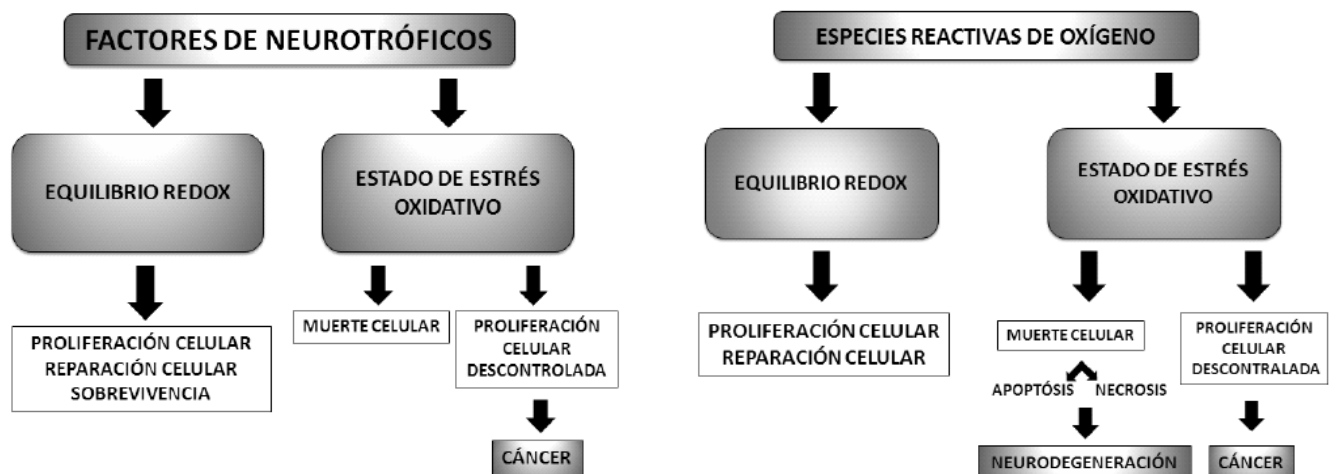 FACTORES DE NEUROTRÓFICOS
EQUILIBRIO REDOX
ESTADO DE ESTRÉS
OXIDATIVO
PROLIFERACIÓN CELULAR
REPARACIÓN CELULAR
SOBREVIVENCIA
MUERTE CELULAR
PROLIFERACIÓN
CELULAR
DESCONTROLADA
CÁNCER
ESPECIES REACTIVAS DE OXÍGENO
EQUILIBRIO REDOX
ESTADO DE ESTRÉS
OXIDATIVO
PROLIFERACIÓN CELULAR
REPARACIÓN CELULAR
MUERTE CELULAR
APOPTÓSIS NECROSIS
NEURODEGENERACIÓN
PROLIFERACIÓN
CELULAR
DESCONTRALADA
CÁNCER